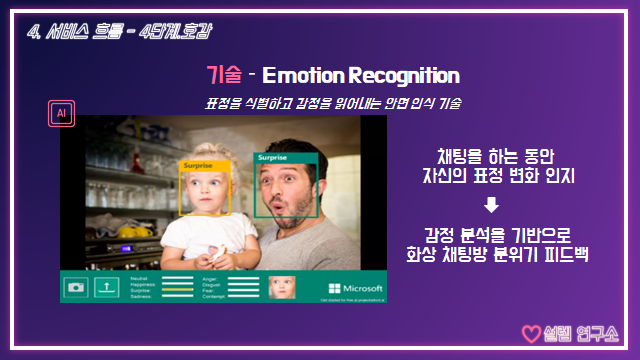 4. 서비스 흐름 - 4단계.호감
기술 - Emotion Recognition
표정을 식별하고 감정을 읽어내는 안면 인식 기술
AI
Surprise
Surprise
채팅을 하는 동안
자신의 표정 변화 인지
감정 분석을 기반으로
화상 채팅방 분위기 피드백
Neutral:
Happiness:
Surprise:
Sadness:
Anger:
Disgust:
Fear:
Contempt:
Microsoft
설렘 연구소